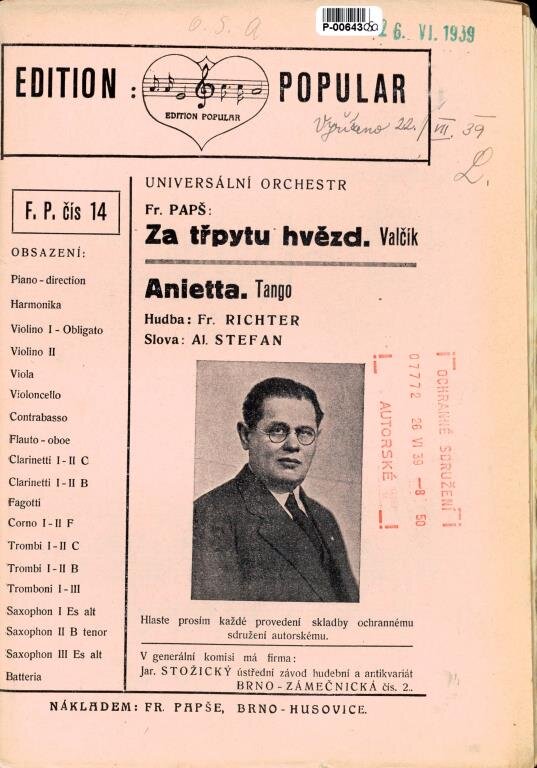 O. S. A
P-00643
26. VI. 1939
EDITION : POPULAR
EDITION POPULAR
Vyřízeno 22./VII. 39
L.
F. P. čís 14
OBSAZENÍ:
Piano - direction
Harmonika
Violino I - Obligato
Violino II
Viola
Violoncello
Contrabasso
Flauto - oboe
Clarinetti I - II C
Clarinetti I - II B
Fagotti
Corno I - II F
Trombi I - II C
Trombi I - II B
Tromboni I - III
Saxophon I Es alt
Saxophon II B tenor
Saxophon III Es alt
Batteria
UNIVERSÁLNÍ ORCHESTR
Fr. PAPŠ:
Za třpytu hvězd. Valčík
Anietta. Tango
Hudba: Fr. RICHTER
Slova: Al. STEFAN
OCHRANNÉ SDRUŽENÍ
07772 26 VI 39 —8 50
AUTORSKÉ
Hlaste prosím každé provedení skladby ochrannému
sdružení autorskému.
V generální komisi má firma:
Jar. STOŽICKÝ ústřední závod hudební a antikvariát
BRNO - ZÁMEČNICKÁ čís. 2..
NÁKLADEM: FR. PAPŠE, BRNO - HUSOVICE.